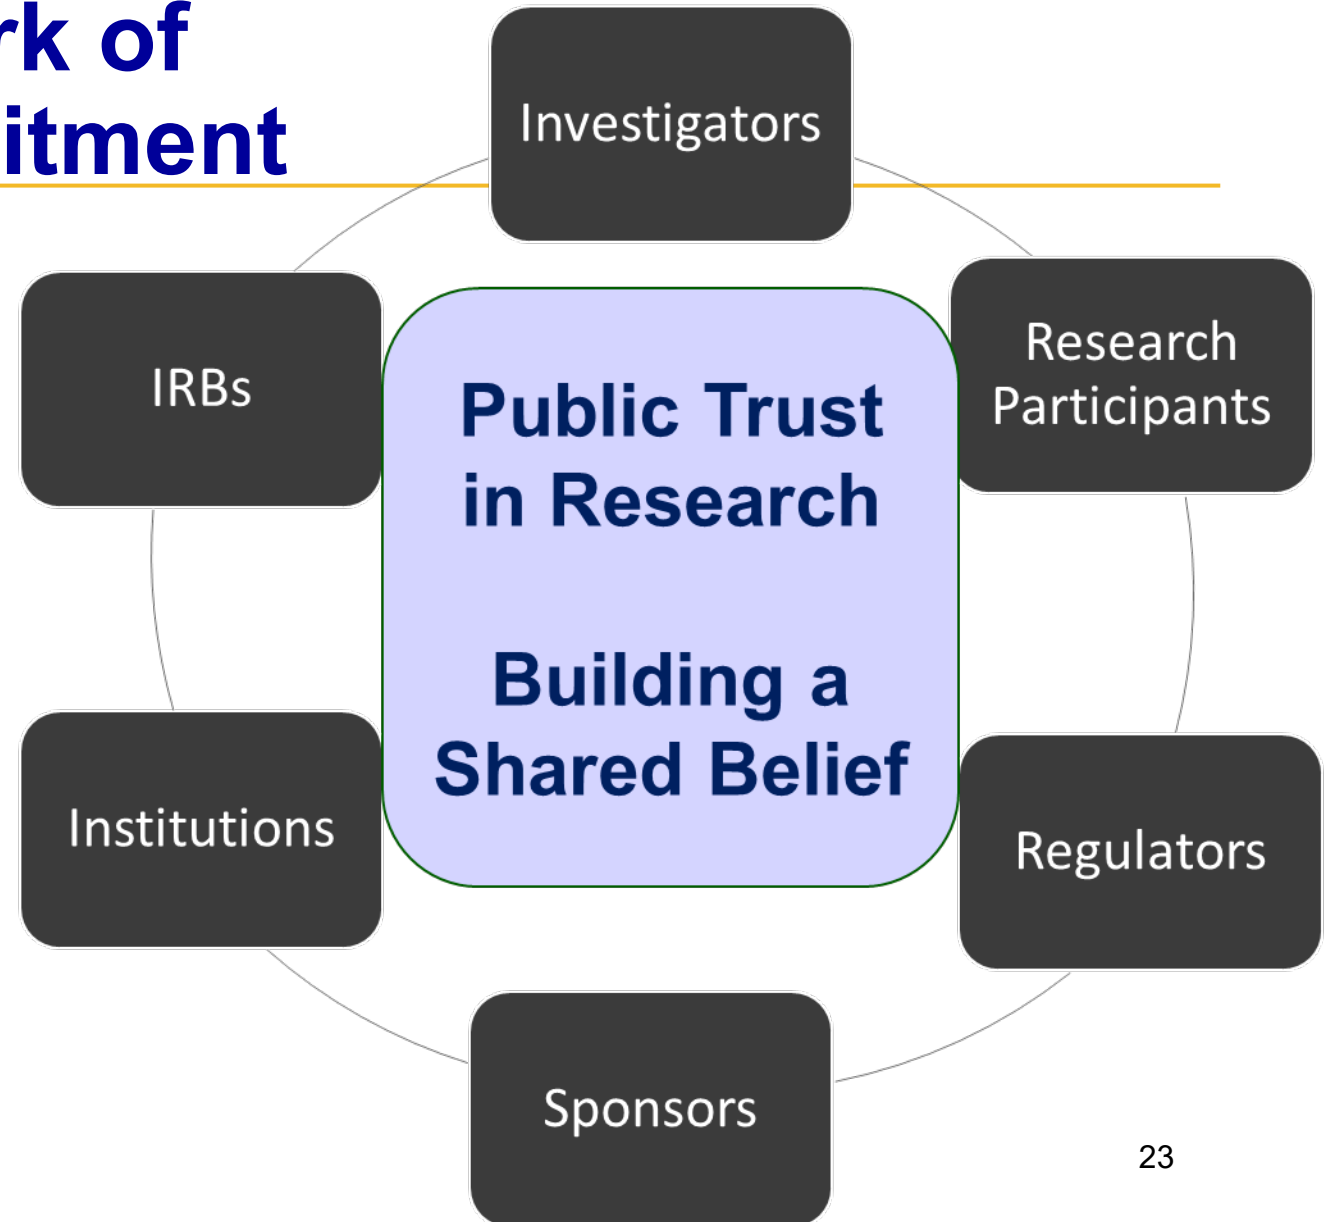 rk of
itment
Investigators
Research
Participants
IRBs
Public Trust
in Research
Building a
Shared Belief
Institutions
Regulators
Sponsors
23